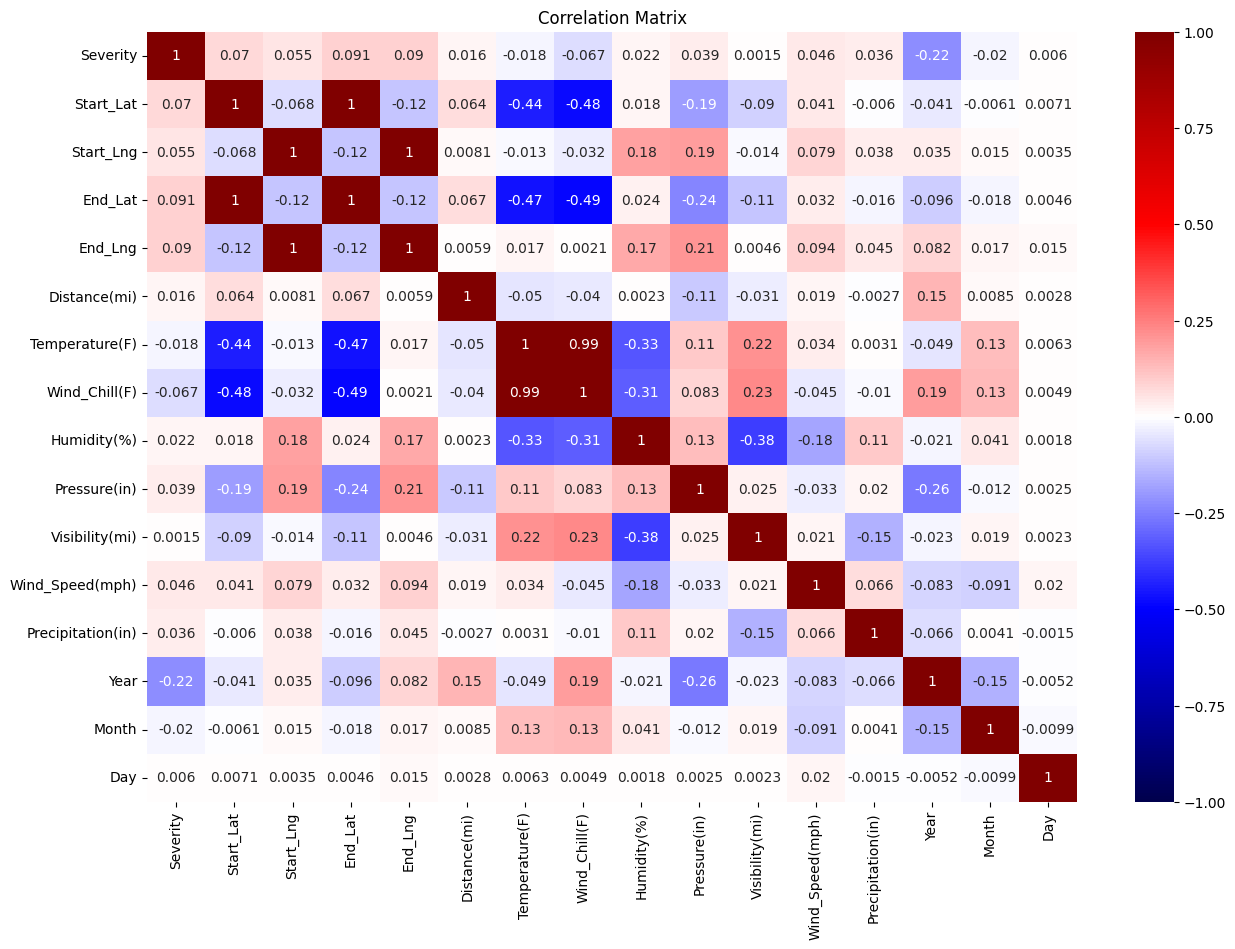 Correlation Matrix
Severity 1 0.07 0.055 0.091 0.09 0.016 -0.018 -0.067 0.022 0.039 0.0015 0.046 0.036 -0.22 -0.02 0.006
Start_Lat 0.07 1 -0.068 1 -0.12 0.064 -0.44 -0.48 0.018 -0.19 -0.09 0.041 -0.006 -0.041 -0.0061 0.0071
Start_Lng 0.055 -0.068 1 -0.12 1 0.0081 -0.013 -0.032 0.18 0.19 -0.014 0.079 0.038 0.035 0.015 0.0035
End_Lat 0.091 1 -0.12 1 -0.12 0.067 -0.47 -0.49 0.024 -0.24 -0.11 0.032 -0.016 -0.096 -0.018 0.0046
End_Lng 0.09 -0.12 1 -0.12 1 0.0059 0.017 0.0021 0.17 0.21 0.0046 0.094 0.045 0.082 0.017 0.015
Distance(mi) 0.016 0.064 0.0081 0.067 0.0059 1 -0.05 -0.04 0.0023 -0.11 -0.031 0.019 -0.0027 0.15 0.0085 0.0028
Temperature(F) -0.018 -0.44 -0.013 -0.47 0.017 -0.05 1 0.99 -0.33 0.11 0.22 0.034 0.0031 -0.049 0.13 0.0063
Wind_Chill(F) -0.067 -0.48 -0.032 -0.49 0.0021 -0.04 0.99 1 -0.31 0.083 0.23 -0.045 -0.01 0.19 0.13 0.0049
Humidity(%) 0.022 0.018 0.18 0.024 0.17 0.0023 -0.33 -0.31 1 0.13 -0.38 -0.18 0.11 -0.021 0.041 0.0018
Pressure(in) 0.039 -0.19 0.19 -0.24 0.21 -0.11 0.11 0.083 0.13 1 0.025 -0.033 0.02 -0.26 -0.012 0.0025
Visibility(mi) 0.0015 -0.09 -0.014 -0.11 0.0046 -0.031 0.22 0.23 -0.38 0.025 1 0.021 -0.15 -0.023 0.019 0.0023
Wind_Speed(mph) 0.046 0.041 0.079 0.032 0.094 0.019 0.034 -0.045 -0.18 -0.033 0.021 1 0.066 -0.083 -0.091 0.02
Precipitation(in) 0.036 -0.006 0.038 -0.016 0.045 -0.0027 0.0031 -0.01 0.11 0.02 -0.15 0.066 1 -0.066 0.0041 -0.0015
Year -0.22 -0.041 0.035 -0.096 0.082 0.15 -0.049 0.19 -0.021 -0.26 -0.023 -0.083 -0.066 1 -0.15 -0.0052
Month -0.02 -0.0061 0.015 -0.018 0.017 0.0085 0.13 0.13 0.041 -0.012 0.019 -0.091 0.0041 -0.15 1 -0.0099
Day 0.006 0.0071 0.0035 0.0046 0.015 0.0028 0.0063 0.0049 0.0018 0.0025 0.0023 0.02 -0.0015 -0.0052 -0.0099 1
Severity
Start_Lat
Start_Lng
End_Lat
End_Lng
Distance(mi)
Temperature(F)
Wind_Chill(F)
Humidity(%)
Pressure(in)
Visibility(mi)
Wind_Speed(mph)
Precipitation(in)
Year
Month
Day
1.00
0.75
0.50
0.25
0.00
−0.25
−0.50
−0.75
−1.00